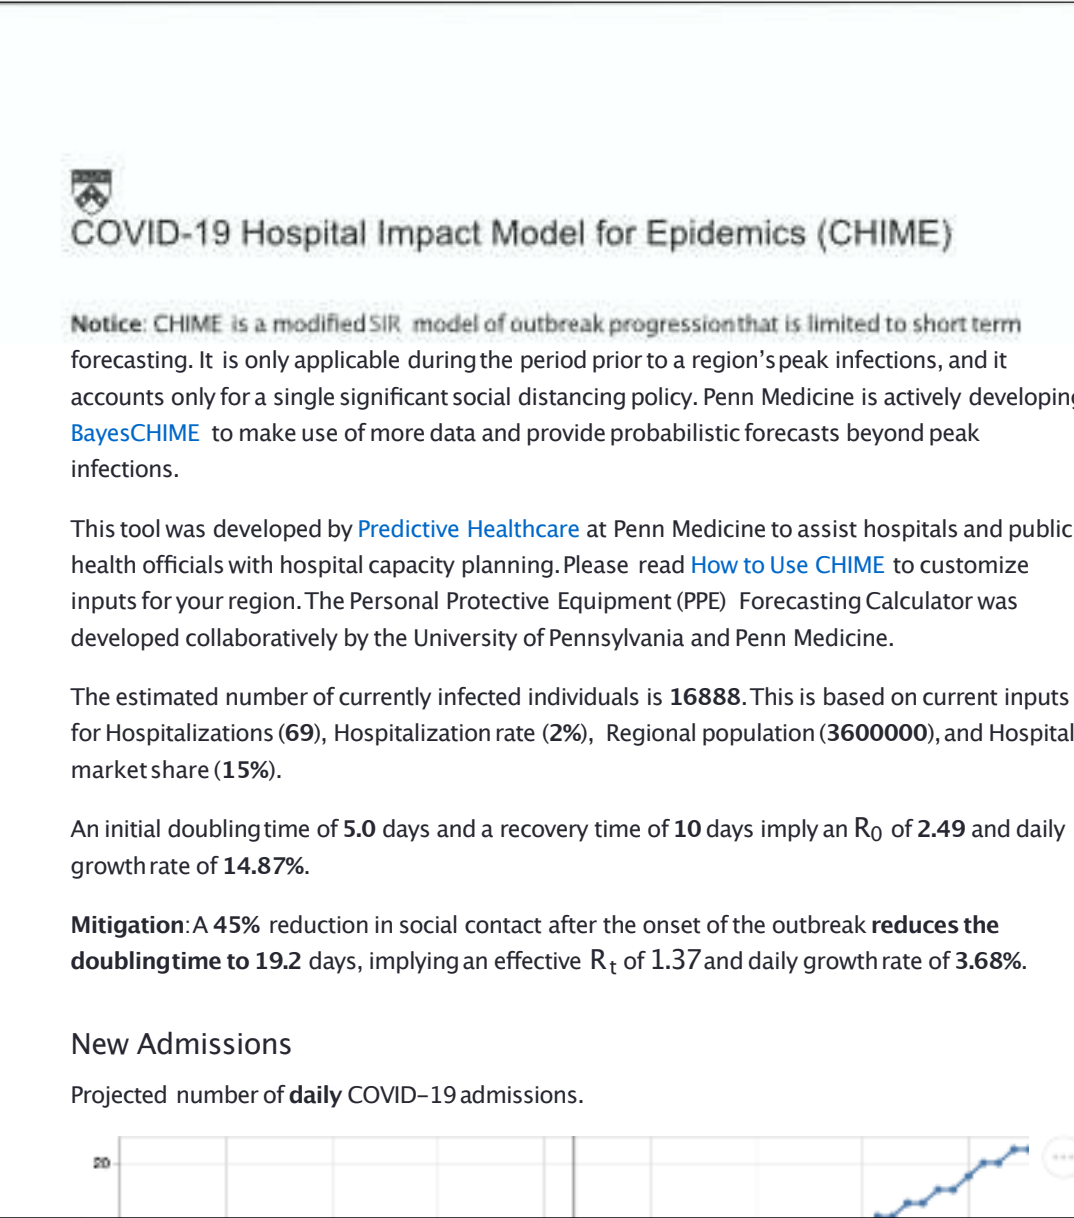 COVID-19 Hospital Impact Model for Epidemics (CHIME)
Notice: CHIME is a modified SIR model of outbreak progression that is limited to short term
forecasting. It is only applicable during the period prior to a region's peak infections, and it
accounts only for a single significant social distancing policy. Penn Medicine is actively developing
BayesCHIME to make use of more data and provide probabilistic forecasts beyond peak
infections.
This tool was developed by Predictive Healthcare at Penn Medicine to assist hospitals and public
health officials with hospital capacity planning. Please read How to Use CHIME to customize
inputs for your region. The Personal Protective Equipment (PPE) Forecasting Calculator was
developed collaboratively by the University of Pennsylvania and Penn Medicine.
The estimated number of currently infected individuals is 16888. This is based on current inputs
for Hospitalizations (69), Hospitalization rate (2%), Regional population (3600000), and Hospital
market share (15%).
An initial doubling time of 5.0 days and a recovery time of 10 days imply an R0 of 2.49 and daily
growth rate of 14.87%.
Mitigation: A 45% reduction in social contact after the onset of the outbreak reduces the
doubling time to 19.2 days, implying an effective Rt of 1.37 and daily growth rate of 3.68%.
New Admissions
Projected number of daily COVID-19 admissions.
20